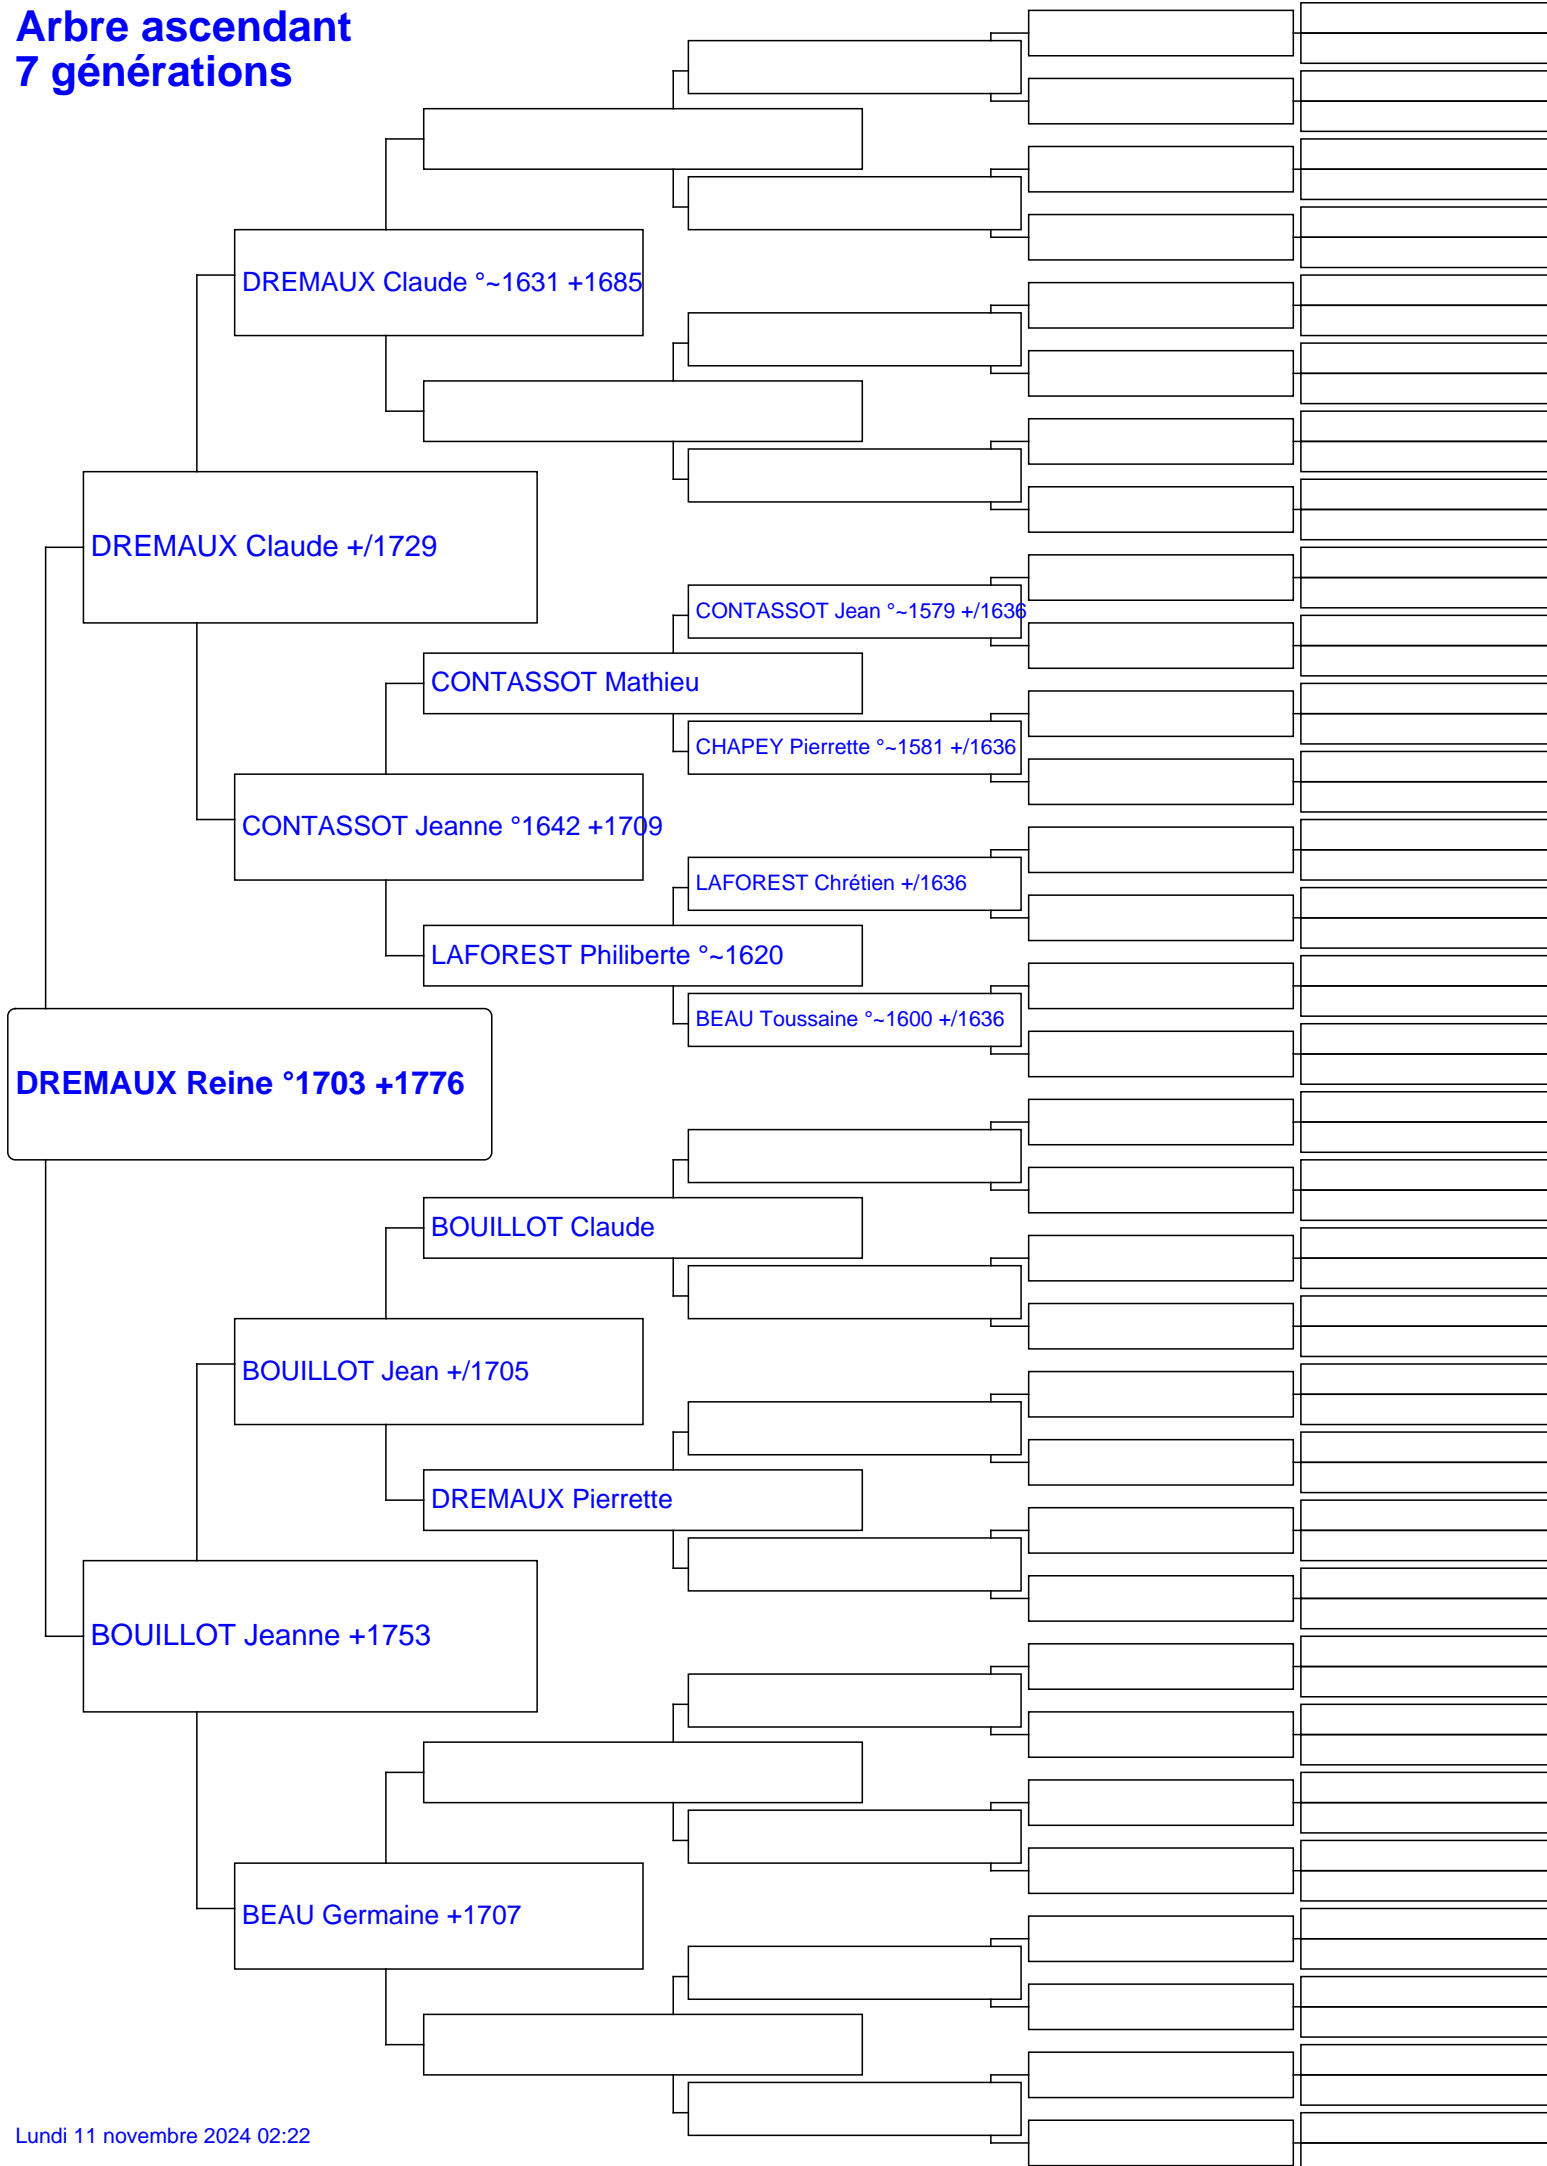 Arbre ascendant
7 générations
DREMAUX Claude °~1631 +1685
DREMAUX Claude +/1729
CONTASSOT Jean °~1579 +/1636
CONTASSOT Mathieu
CHAPEY Pierrette °~1581 +/1636
CONTASSOT Jeanne °1642 +1709
LAFOREST Chrétien +/1636
LAFOREST Philiberte °~1620
BEAU Toussaine °~1600 +/1636
DREMAUX Reine °1703 +1776
BOUILLOT Claude
BOUILLOT Jean +/1705
DREMAUX Pierrette
BOUILLOT Jeanne +1753
BEAU Germaine +1707
Lundi 11 novembre 2024 02:22